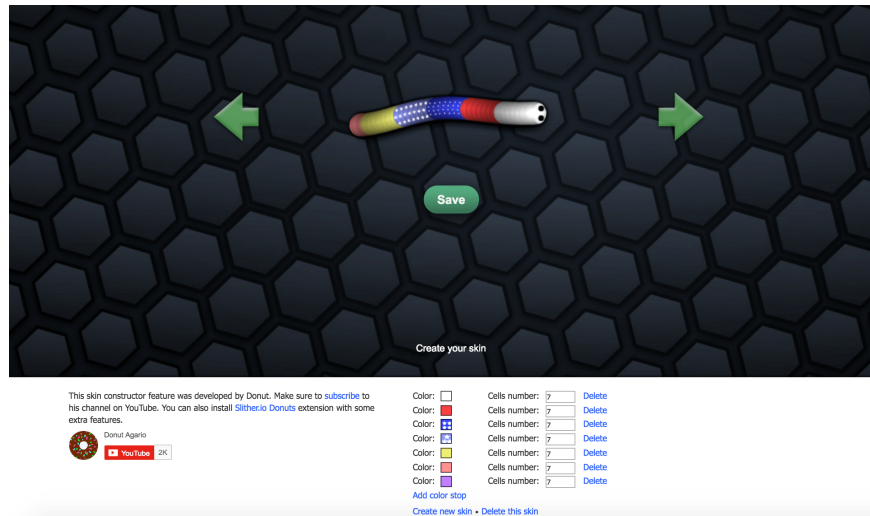 Save
Create your skin
This skin constructor feature was developed by Donut. Make sure to subscribe to
his channel on YouTube. You can also install Slither.io Donuts extension with some
extra features.
Donut Agario
YouTube 2K
Color: Cells number: 7 Delete
Color: Cells number: 7 Delete
Color: Cells number: 7 Delete
Color: Cells number: 7 Delete
Color: Cells number: 7 Delete
Color: Cells number: 7 Delete
Color: Cells number: 7 Delete
Add color stop
Create new skin • Delete this skin